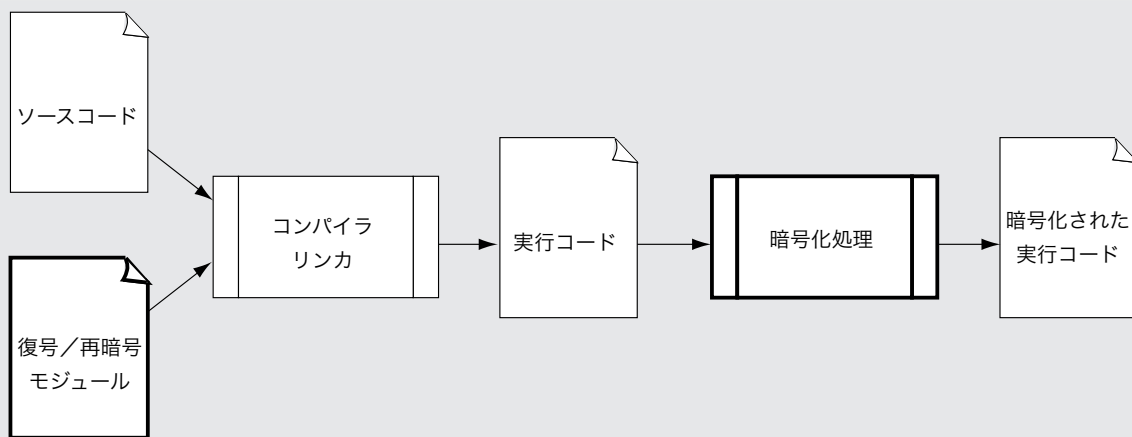 ソースコード
復号／再暗号
モジュール
コンパイラ
リンカ
実行コード
暗号化処理
暗号化された
実行コード